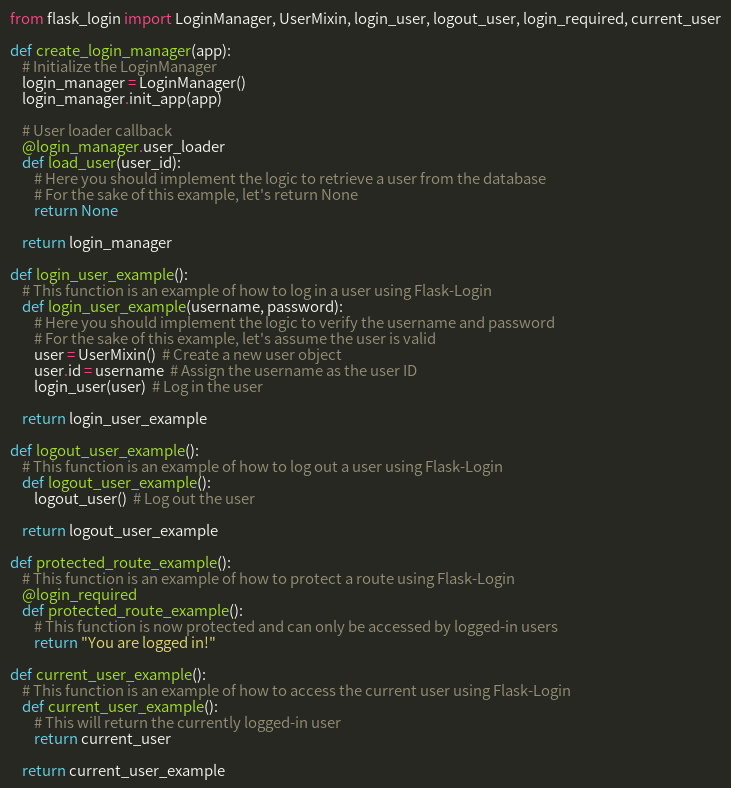 from flask_login import LoginManager, UserMixin, login_user, logout_user, login_required, current_user

def create_login_manager(app):
    # Initialize the LoginManager
    login_manager = LoginManager()
    login_manager.init_app(app)

    # User loader callback
    @login_manager.user_loader
    def load_user(user_id):
        # Here you should implement the logic to retrieve a user from the database
        # For the sake of this example, let's return None
        return None

    return login_manager

def login_user_example():
    # This function is an example of how to log in a user using Flask-Login
    def login_user_example(username, password):
        # Here you should implement the logic to verify the username and password
        # For the sake of this example, let's assume the user is valid
        user = UserMixin()  # Create a new user object
        user.id = username  # Assign the username as the user ID
        login_user(user)  # Log in the user

    return login_user_example

def logout_user_example():
    # This function is an example of how to log out a user using Flask-Login
    def logout_user_example():
        logout_user()  # Log out the user

    return logout_user_example

def protected_route_example():
    # This function is an example of how to protect a route using Flask-Login
    @login_required
    def protected_route_example():
        # This function is now protected and can only be accessed by logged-in users
        return "You are logged in!"

def current_user_example():
    # This function is an example of how to access the current user using Flask-Login
    def current_user_example():
        # This will return the currently logged-in user
        return current_user

    return current_user_example